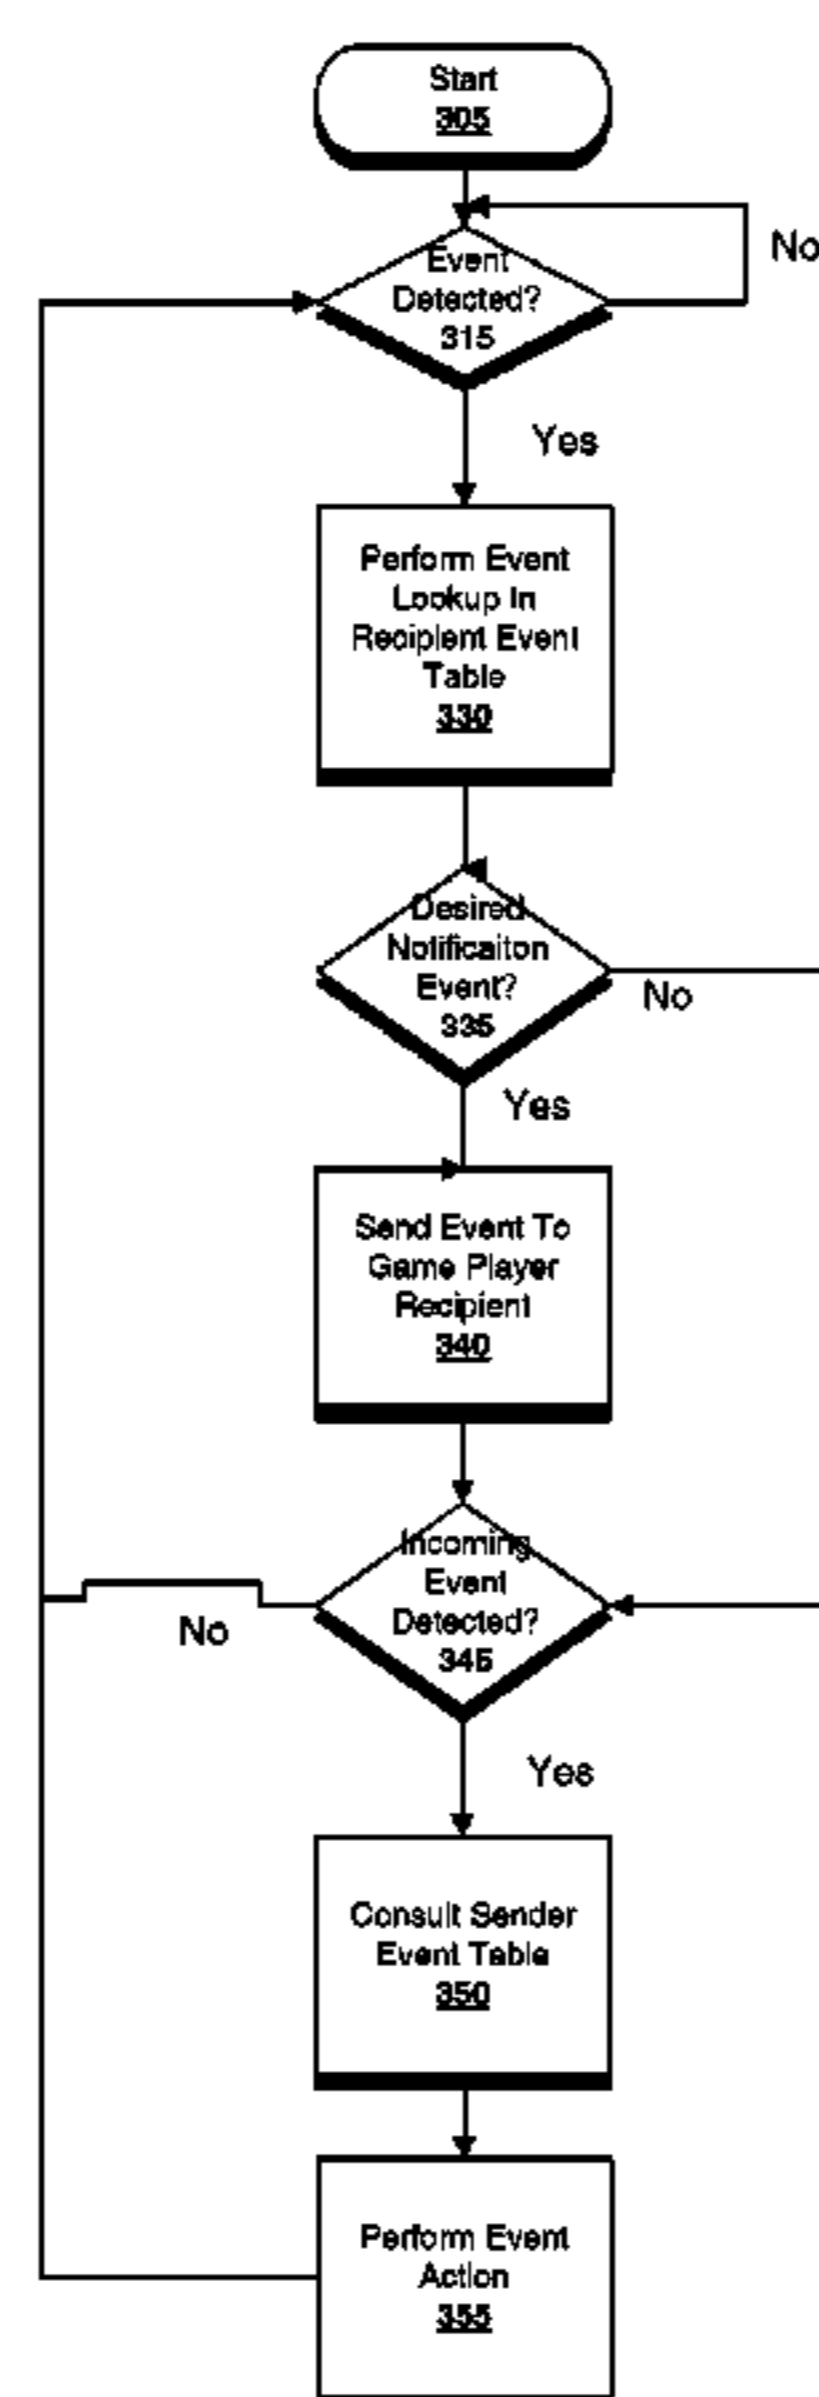 Start
305
No
Event
Detected?
315
Yes
Perform Event
Lookup In
Recipient Event
Table
330
Desired
Notificaiton
Event?
335
No
Yes
Send Event To
Game Player
Recipient
340
Incoming
Event
Detected?
345
No
Yes
Consult Sender
Event Table
350
Perform Event
Action
355